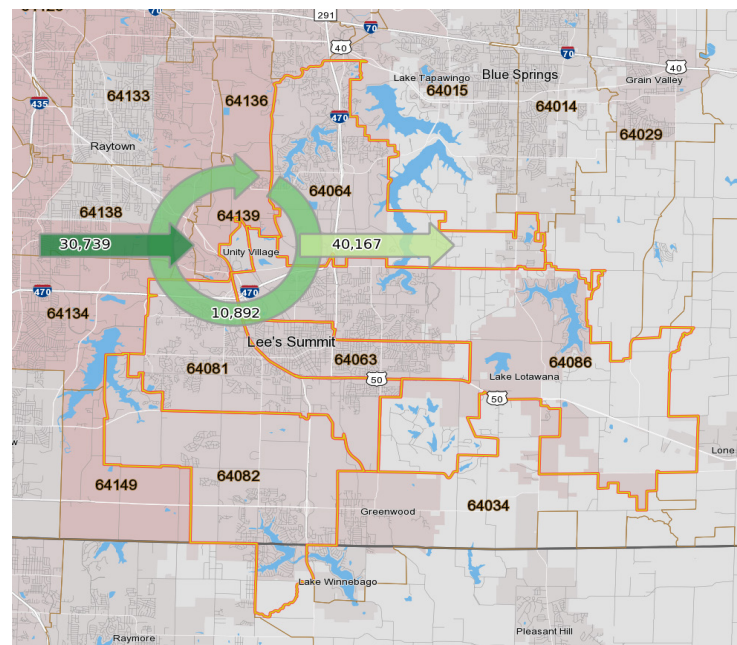 64129
70
291
40
70
Lake Tapawingo
Blue Springs
70
40
Grain Valley
64133
64136
64015
435
64014
470
64029
Raytown
64064
64138
64139
30,739
Unity Village
40,167
470
470
64134
10,892
Lee's Summit
64081
64063
64086
50
Lake Lotawana
50
w
Lone
64082
64149
64034
Greenwood
Lake Winnebago
Raymore
Pleasant Hill